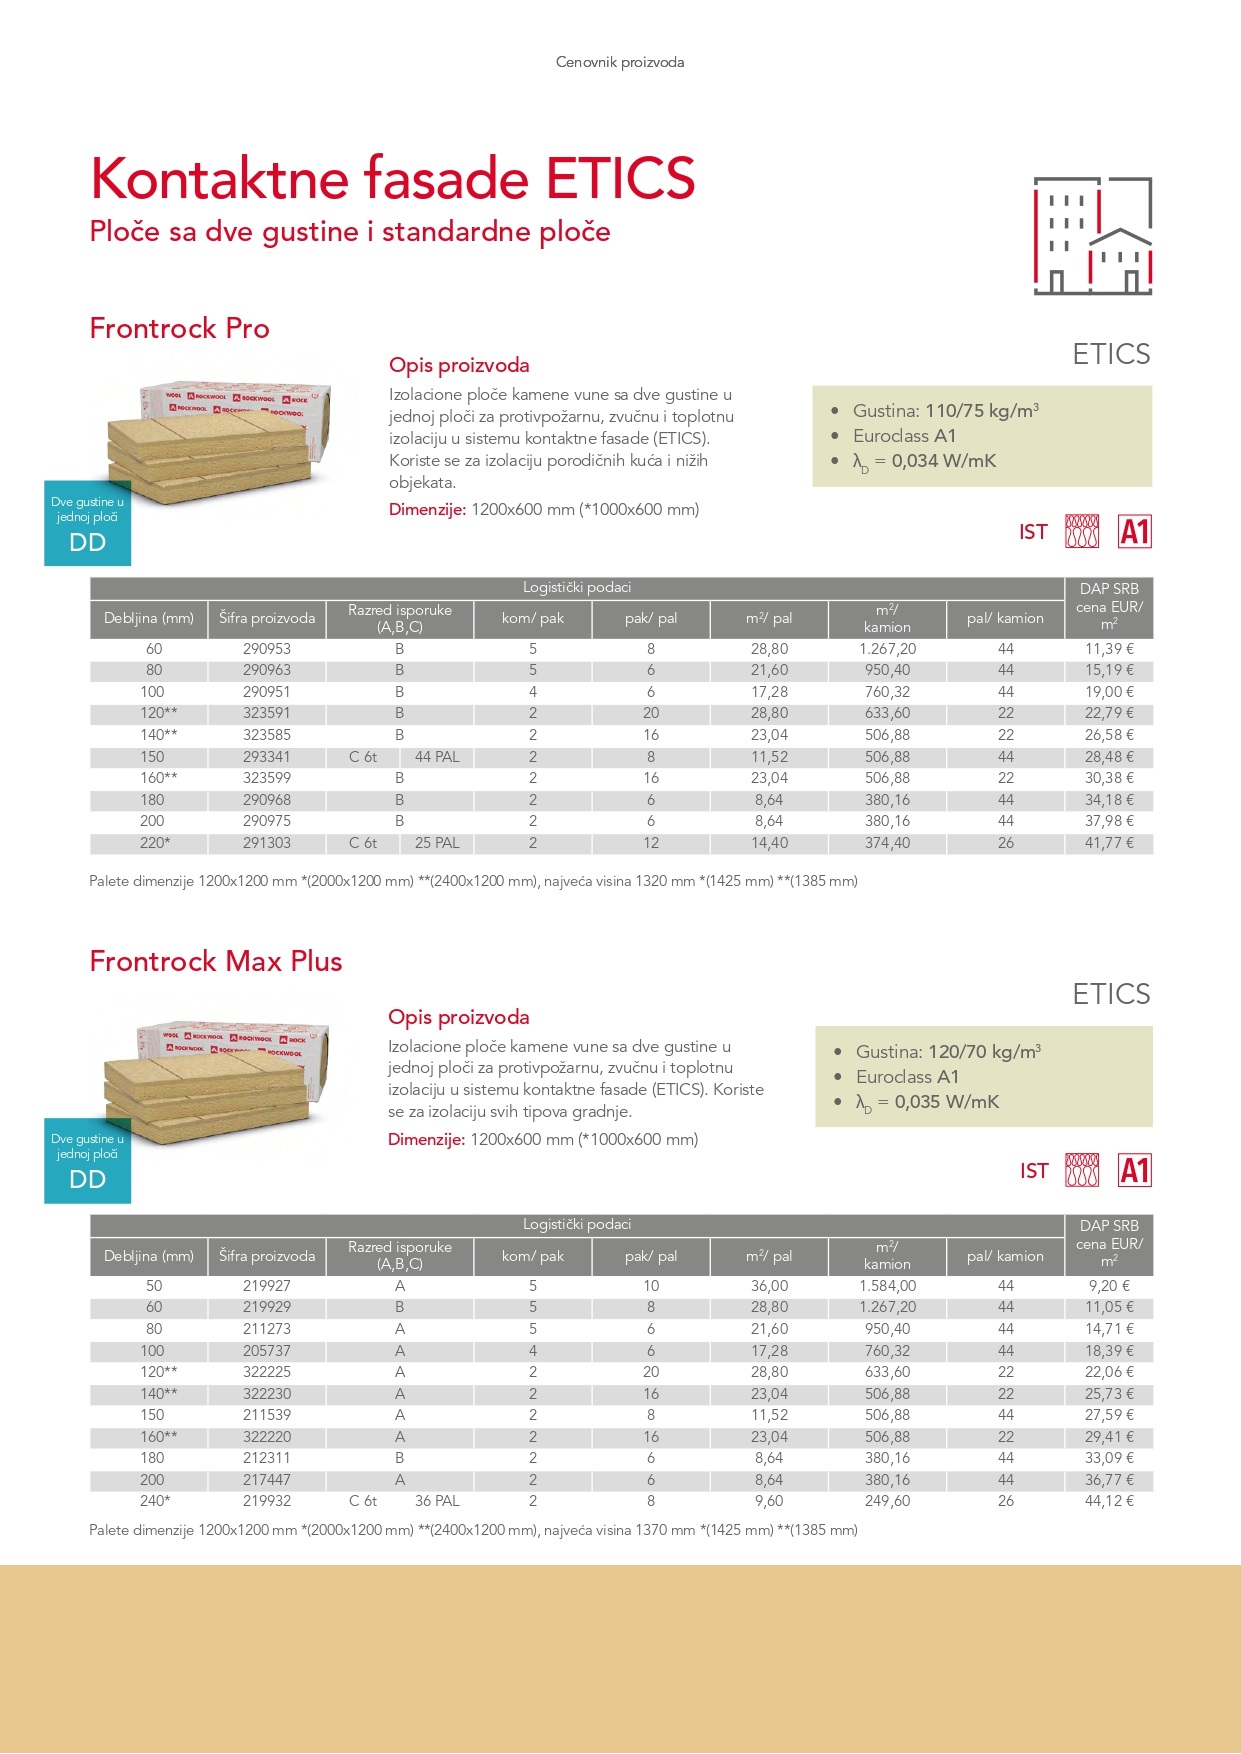 Cenovnik proizvoda
Kontaktne fasade ETICS
Ploče sa dve gustine i standardne ploče
Frontrock Pro
ETICS
Opis proizvoda
Izolacione ploče kamene vune sa dve gustine u
jednoj ploči za protivpožarnu, zvučnu i toplotnu
izolaciju u sistemu kontaktne fasade (ETICS).
Koriste se za izolaciju porodičnih kuća i nižih
objekata.
Dimenzije: 1200x600 mm (*1000x600 mm)
• Gustina: 110/75 kg/m³
• Euroclass A1
• λD = 0,034 W/mK
WOOL ROCKWOOL ROCKWOOL ROCK
ROCKWOOL ROCKWOOL ROCKWOOL
Dve gustine u
jednoj ploči
DD
IST A1
Logistički podaci DAP SRB cena EUR/ m²
Debljina (mm) Šifra proizvoda Razred isporuke (A,B,C) kom/ pak pak/ pal m²/ pal m²/ kamion pal/ kamion
60 290953 B 5 8 28,80 1.267,20 44 11,39 €
80 290963 B 5 6 21,60 950,40 44 15,19 €
100 290951 B 4 6 17,28 760,32 44 19,00 €
120** 323591 B 2 20 28,80 633,60 22 22,79 €
140** 323585 B 2 16 23,04 506,88 22 26,58 €
150 293341 C 6t 44 PAL 2 8 11,52 506,88 44 28,48 €
160** 323599 B 2 16 23,04 506,88 22 30,38 €
180 290968 B 2 6 8,64 380,16 44 34,18 €
200 290975 B 2 6 8,64 380,16 44 37,98 €
220* 291303 C 6t 25 PAL 2 12 14,40 374,40 26 41,77 €
Palete dimenzije 1200x1200 mm *(2000x1200 mm) **(2400x1200 mm), najveća visina 1320 mm *(1425 mm) **(1385 mm)
Frontrock Max Plus
ETICS
Opis proizvoda
Izolacione ploče kamene vune sa dve gustine u
jednoj ploči za protivpožarnu, zvučnu i toplotnu
izolaciju u sistemu kontaktne fasade (ETICS). Koriste
se za izolaciju svih tipova gradnje.
Dimenzije: 1200x600 mm (*1000x600 mm)
• Gustina: 120/70 kg/m³
• Euroclass A1
• λD = 0,035 W/mK
WOOL ROCKWOOL ROCKWOOL ROCK
ROCKWOOL ROCKWOOL ROCKWOOL
Dve gustine u
jednoj ploči
DD
IST A1
Logistički podaci DAP SRB cena EUR/ m²
Debljina (mm) Šifra proizvoda Razred isporuke (A,B,C) kom/ pak pak/ pal m²/ pal m²/ kamion pal/ kamion
50 219927 A 5 10 36,00 1.584,00 44 9,20 €
60 219929 B 5 8 28,80 1.267,20 44 11,05 €
80 211273 A 5 6 21,60 950,40 44 14,71 €
100 205737 A 4 6 17,28 760,32 44 18,39 €
120** 322225 A 2 20 28,80 633,60 22 22,06 €
140** 322230 A 2 16 23,04 506,88 22 25,73 €
150 211539 A 2 8 11,52 506,88 44 27,59 €
160** 322220 A 2 16 23,04 506,88 22 29,41 €
180 212311 B 2 6 8,64 380,16 44 33,09 €
200 217447 A 2 6 8,64 380,16 44 36,77 €
240* 219932 C 6t 36 PAL 2 8 9,60 249,60 26 44,12 €
Palete dimenzije 1200x1200 mm *(2000x1200 mm) **(2400x1200 mm), najveća visina 1370 mm *(1425 mm) **(1385 mm)